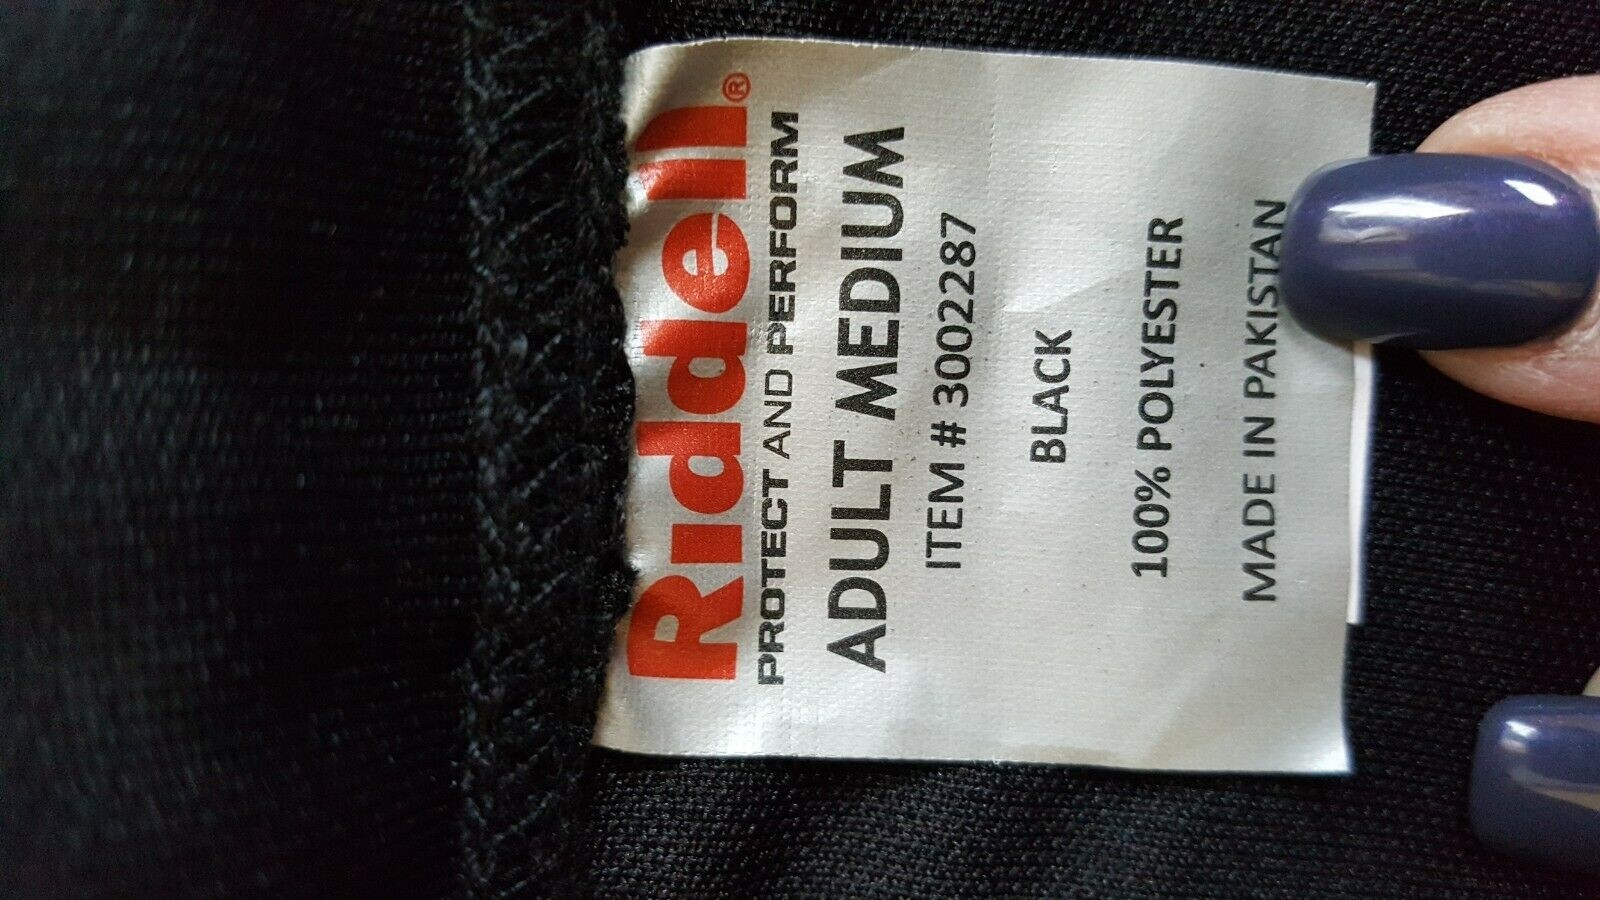 Riddell®
PROTECT AND PERFORM
ADULT MEDIUM
ITEM # 3002287
BLACK
100% POLYESTER
MADE IN PAKISTAN